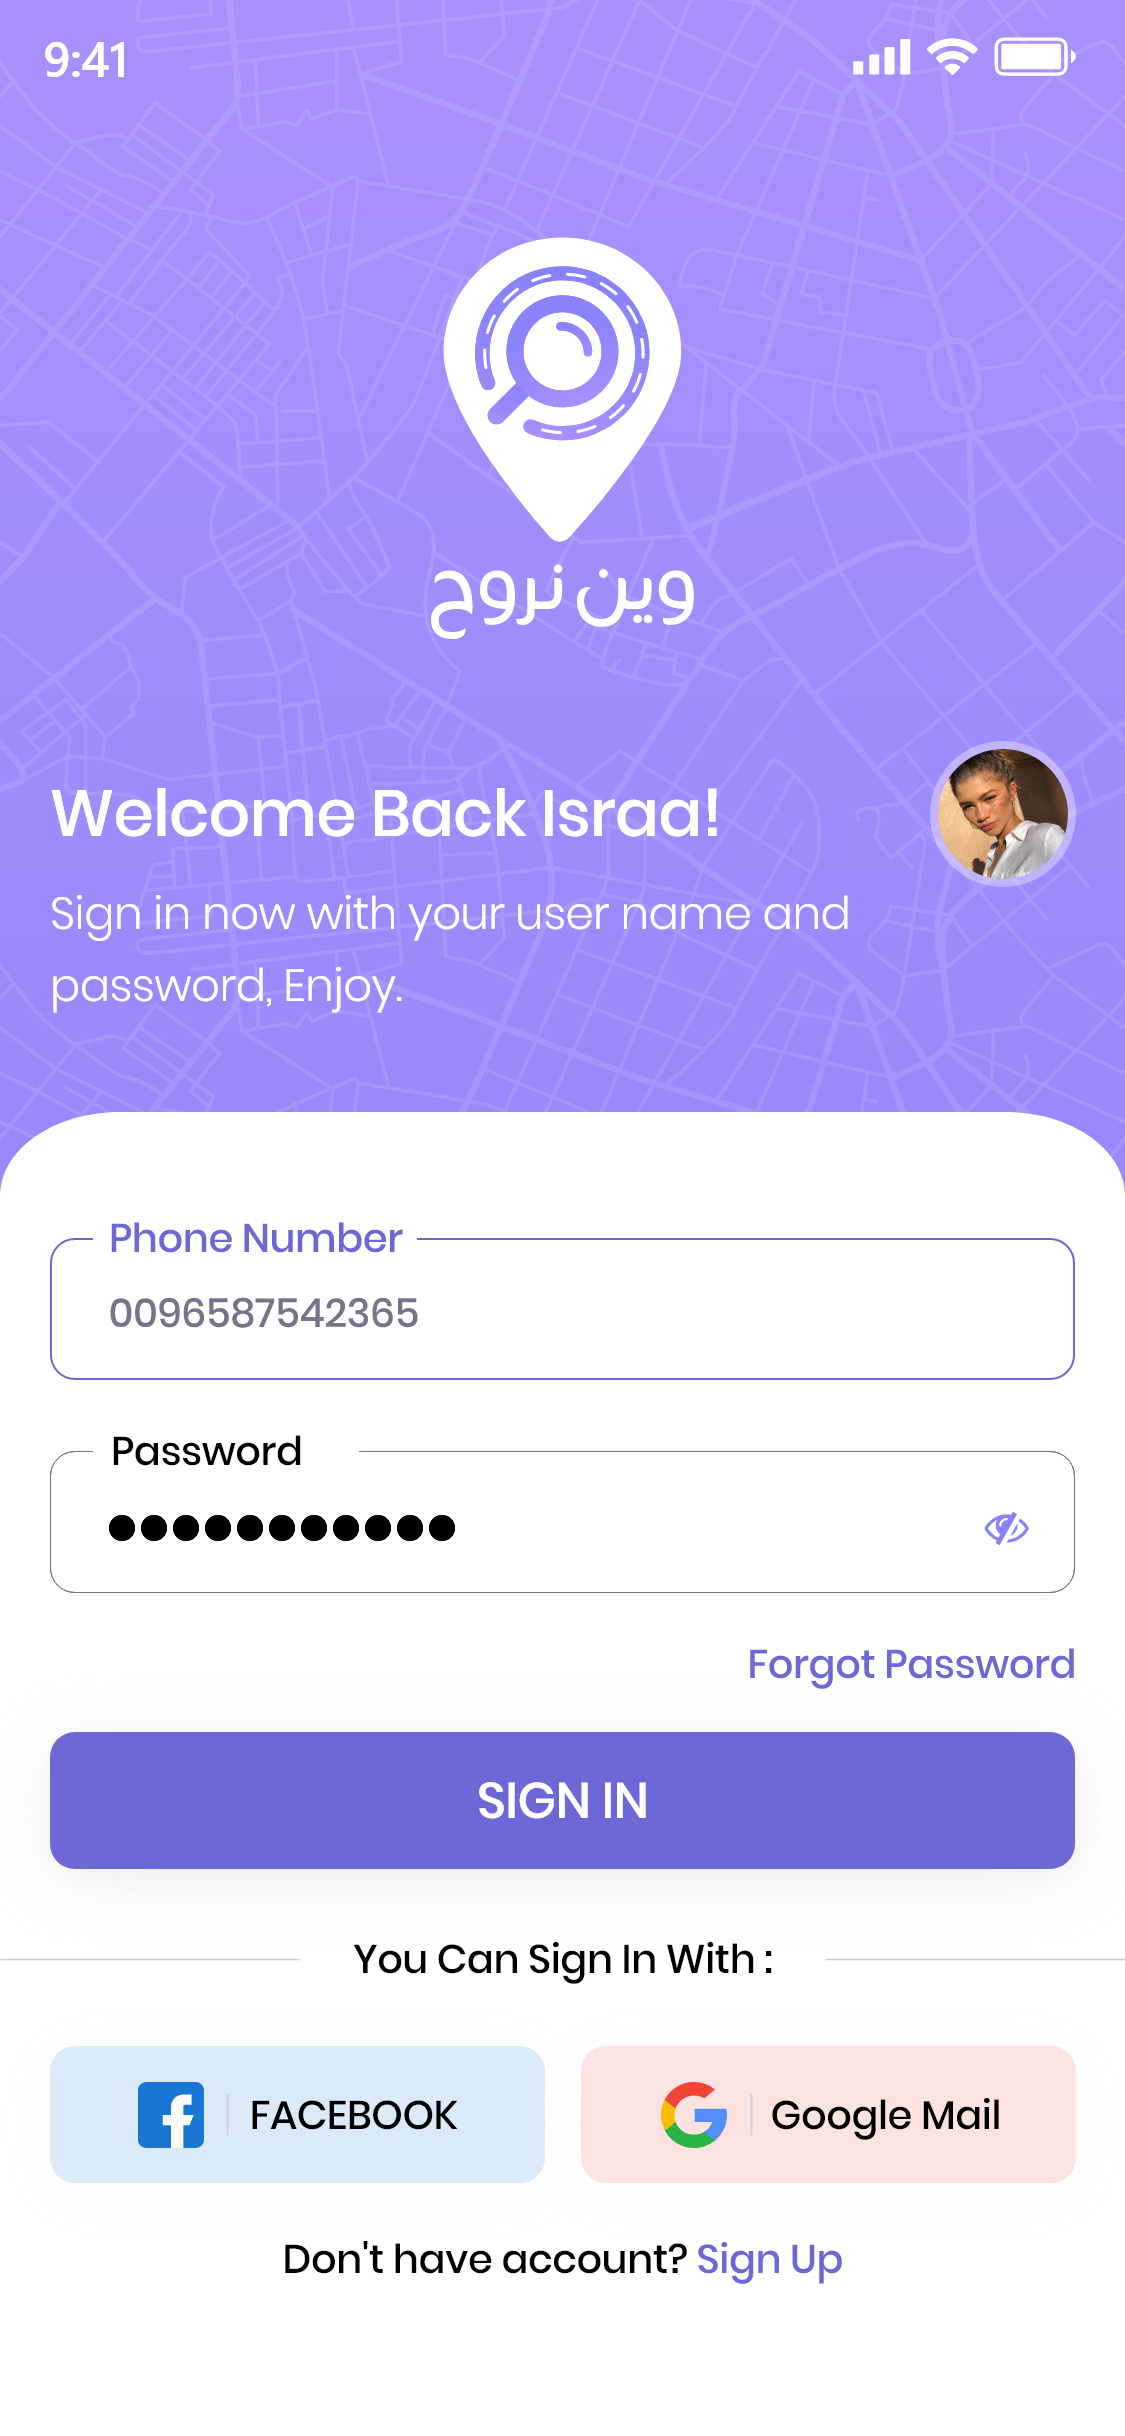 9:41
وين نروح
Welcome Back Israa!
Sign in now with your user name and
password, Enjoy.
Phone Number
0096587542365
Password
Forgot Password
SIGN IN
You Can Sign In With :
FACEBOOK
Google Mail
Don't have account? Sign Up